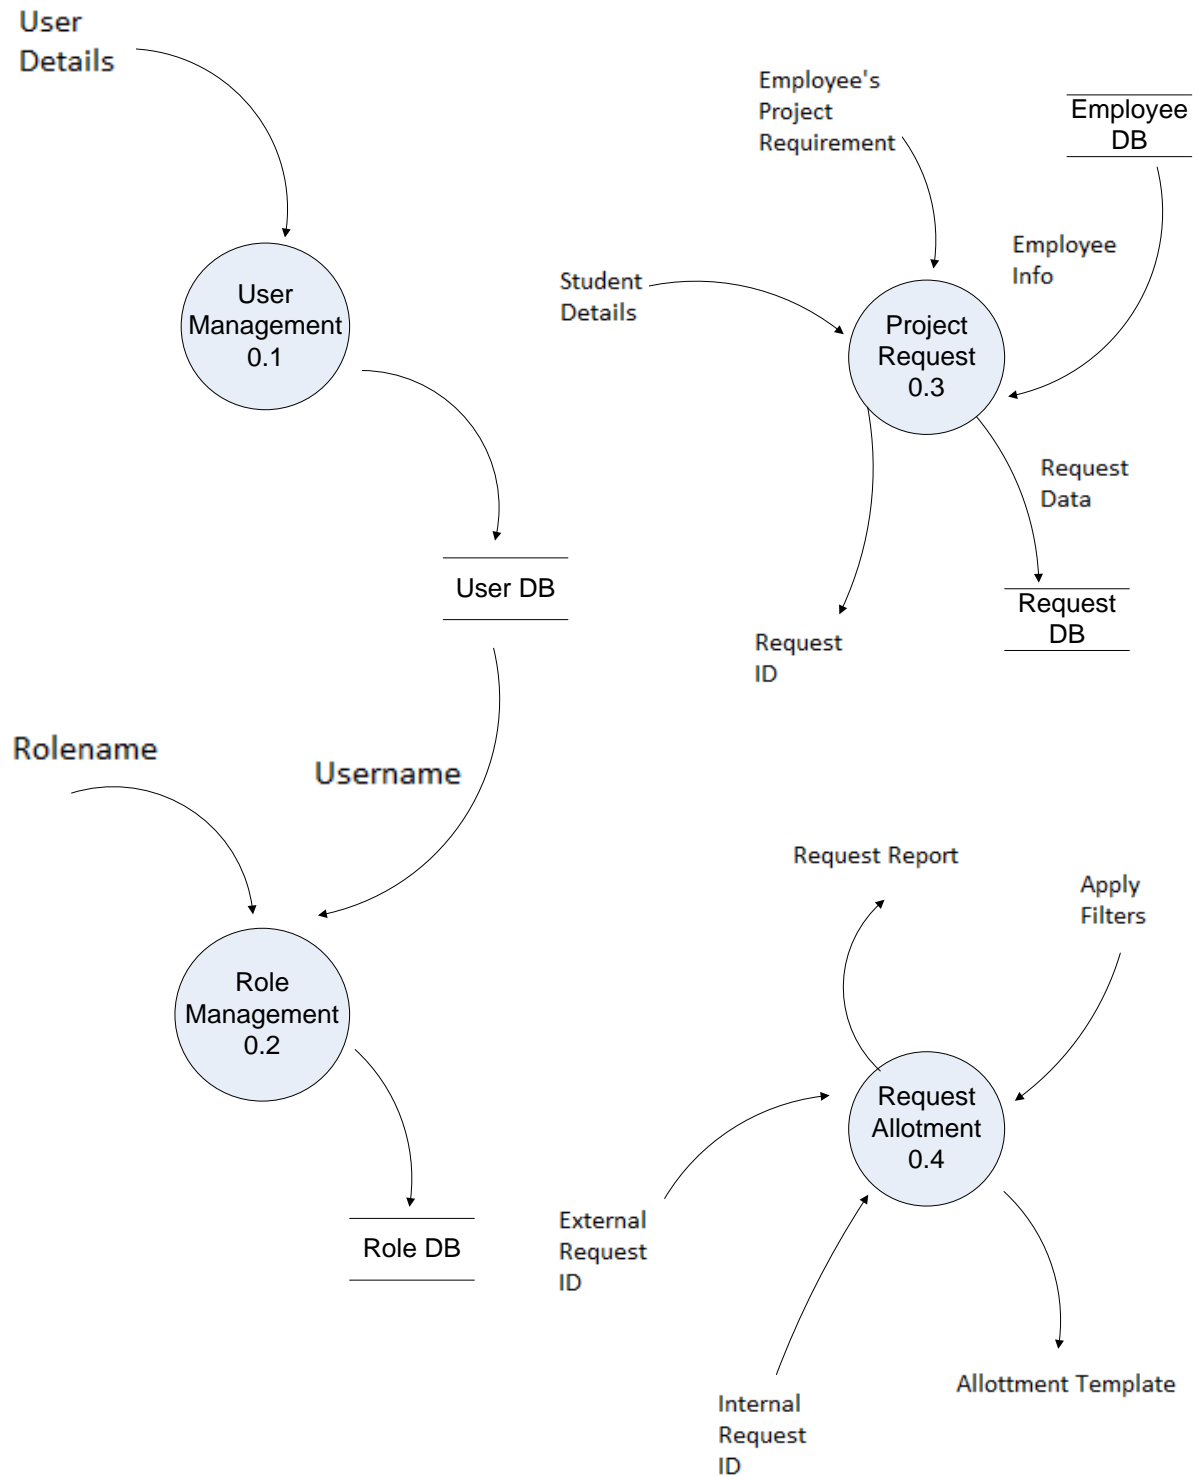 User
Details
User
Management
0.1
User DB
Rolename
Username
Role
Management
0.2
Role DB
Employee's
Project
Requirement
Employee
DB
Employee
Info
Student
Details
Project
Request
0.3
Request
Data
Request
DB
Request
ID
Request Report
Apply
Filters
Request
Allotment
0.4
External
Request
ID
Internal
Request
ID
Allottment Template